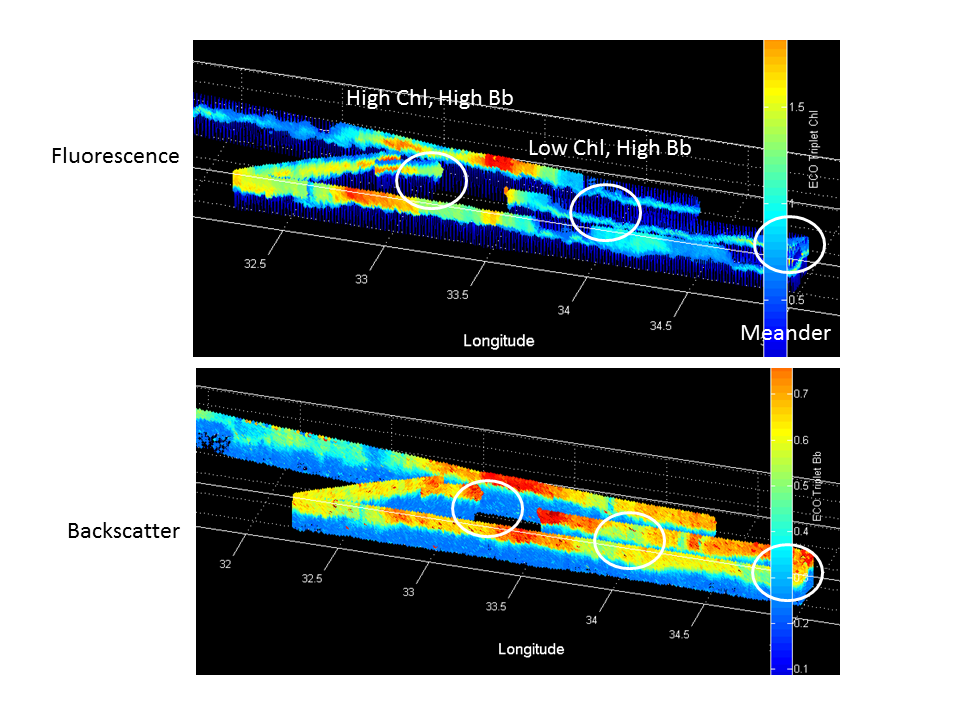 High Chl, High Bb
Low Chl, High Bb
Fluorescence
1.5
1
0.5
ECO Triplet Chl
32.5
33
33.5
34
34.5
Longitude
Meander
Backscatter
0.7
0.6
0.5
0.4
0.3
0.2
0.1
ECO Triplet Bb
32
32.5
33
33.5
34
34.5
Longitude